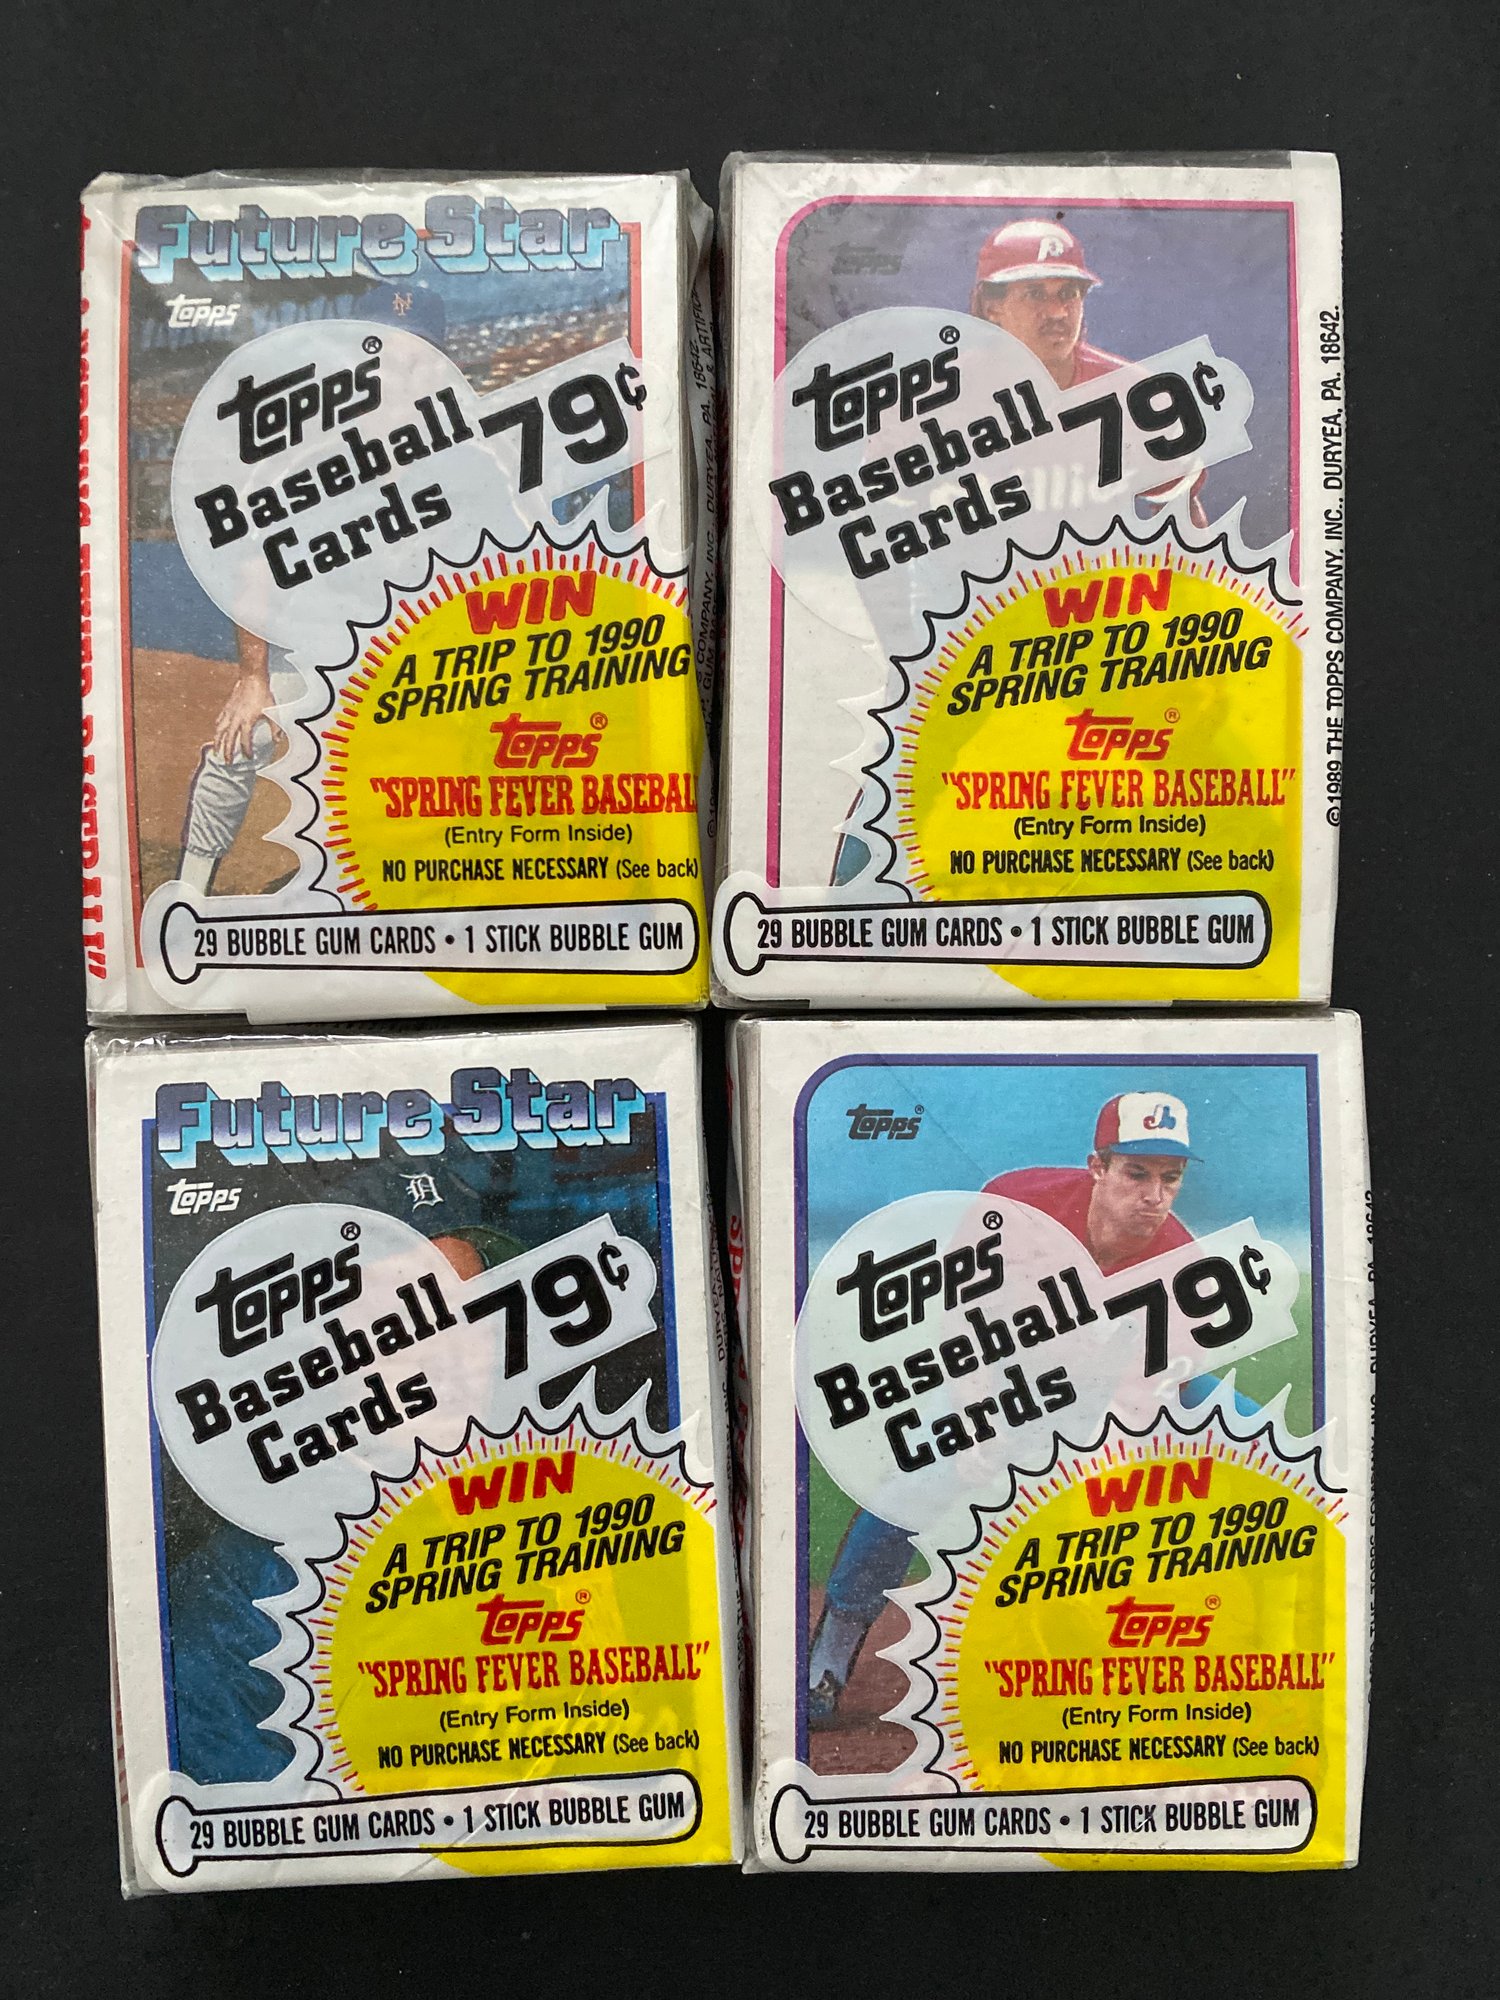 Future Star
Topps
Topps®
Baseball
Cards
79¢
WIN
A TRIP TO 1990
SPRING TRAINING
Topps®
"SPRING FEVER BASEBAL
(Entry Form Inside)
NO PURCHASE NECESSARY (See back)
29 BUBBLE GUM CARDS • 1 STICK BUBBLE GUM
COMPANY, INC., DURYEA, PA. 18642.
Topps
P
Topps®
Baseball
Cards
79¢
WIN
A TRIP TO 1990
SPRING TRAINING
Topps®
"SPRING FEVER BASEBALL"
(Entry Form Inside)
NO PURCHASE NECESSARY (See back)
29 BUBBLE GUM CARDS • 1 STICK BUBBLE GUM
©1989 THE TOPPS COMPANY, INC., DURYEA, PA. 18642.
Future Star
Topps
D
Topps®
Baseball
Cards
79¢
WIN
A TRIP TO 1990
SPRING TRAINING
Topps®
"SPRING FEVER BASEBALL"
(Entry Form Inside)
NO PURCHASE NECESSARY (See back)
29 BUBBLE GUM CARDS • 1 STICK BUBBLE GUM
Topps®
Topps®
Baseball
Cards
79¢
2
WIN
A TRIP TO 1990
SPRING TRAINING
Topps®
"SPRING FEVER BASEBALL"
(Entry Form Inside)
NO PURCHASE NECESSARY (See back)
29 BUBBLE GUM CARDS • 1 STICK BUBBLE GUM